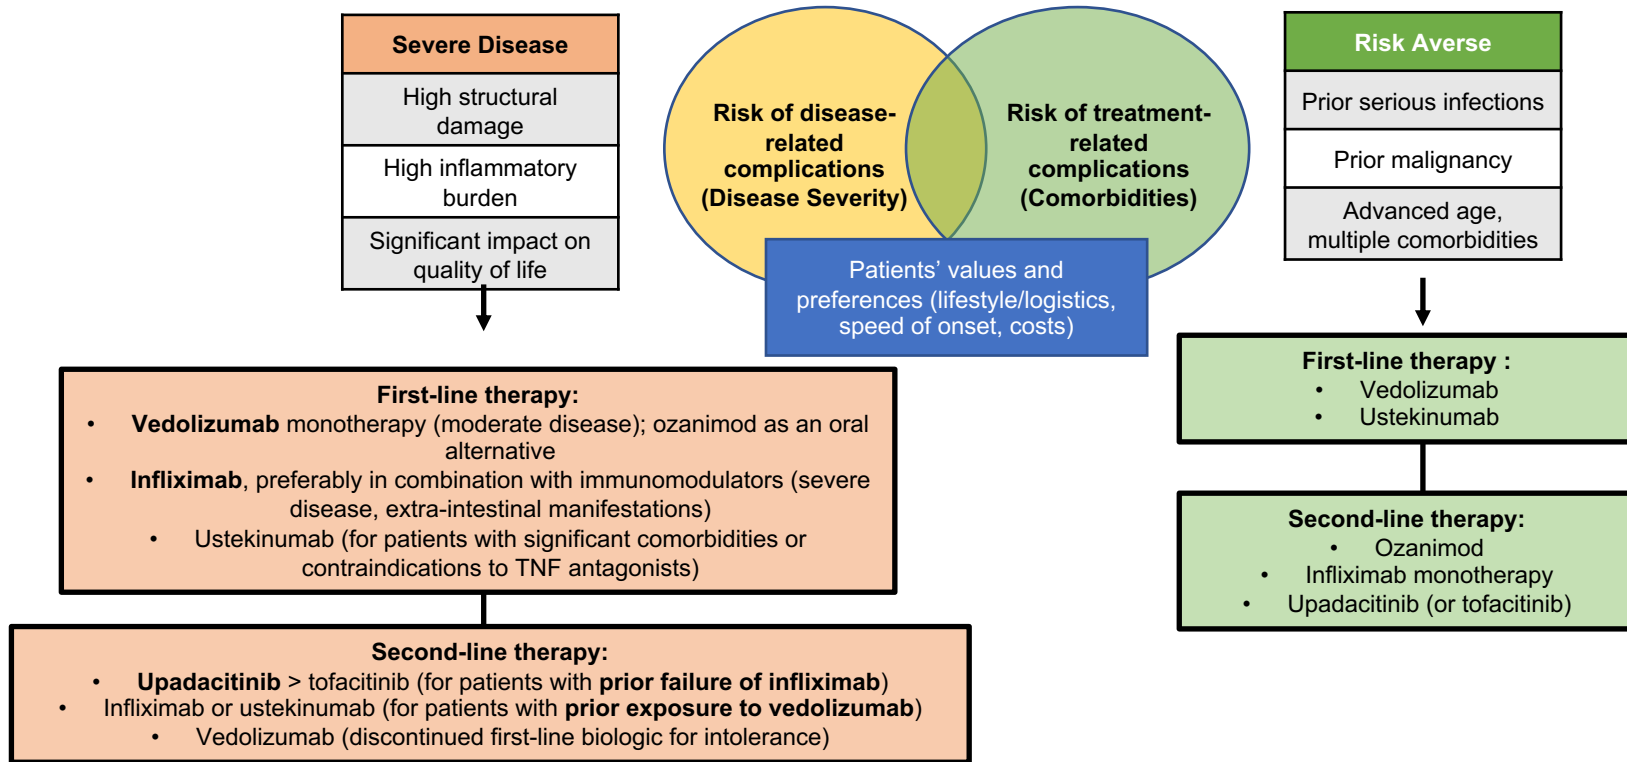 Severe Disease
High structural
damage
High inflammatory
burden
Significant impact on
quality of life
Risk of disease-
related
complications
(Disease Severity)
Risk of treatment-
related
complications
(Comorbidities)
Patients’ values and
preferences (lifestyle/logistics,
speed of onset, costs)
Risk Averse
Prior serious infections
Prior malignancy
Advanced age,
multiple comorbidities
First-line therapy:
• Vedolizumab monotherapy (moderate disease); ozanimod as an oral
alternative
• Infliximab, preferably in combination with immunomodulators (severe
disease, extra-intestinal manifestations)
• Ustekinumab (for patients with significant comorbidities or
contraindications to TNF antagonists)
Second-line therapy:
• Upadacitinib > tofacitinib (for patients with prior failure of infliximab)
• Infliximab or ustekinumab (for patients with prior exposure to vedolizumab)
• Vedolizumab (discontinued first-line biologic for intolerance)
First-line therapy :
• Vedolizumab
• Ustekinumab
Second-line therapy:
• Ozanimod
• Infliximab monotherapy
• Upadacitinib (or tofacitinib)